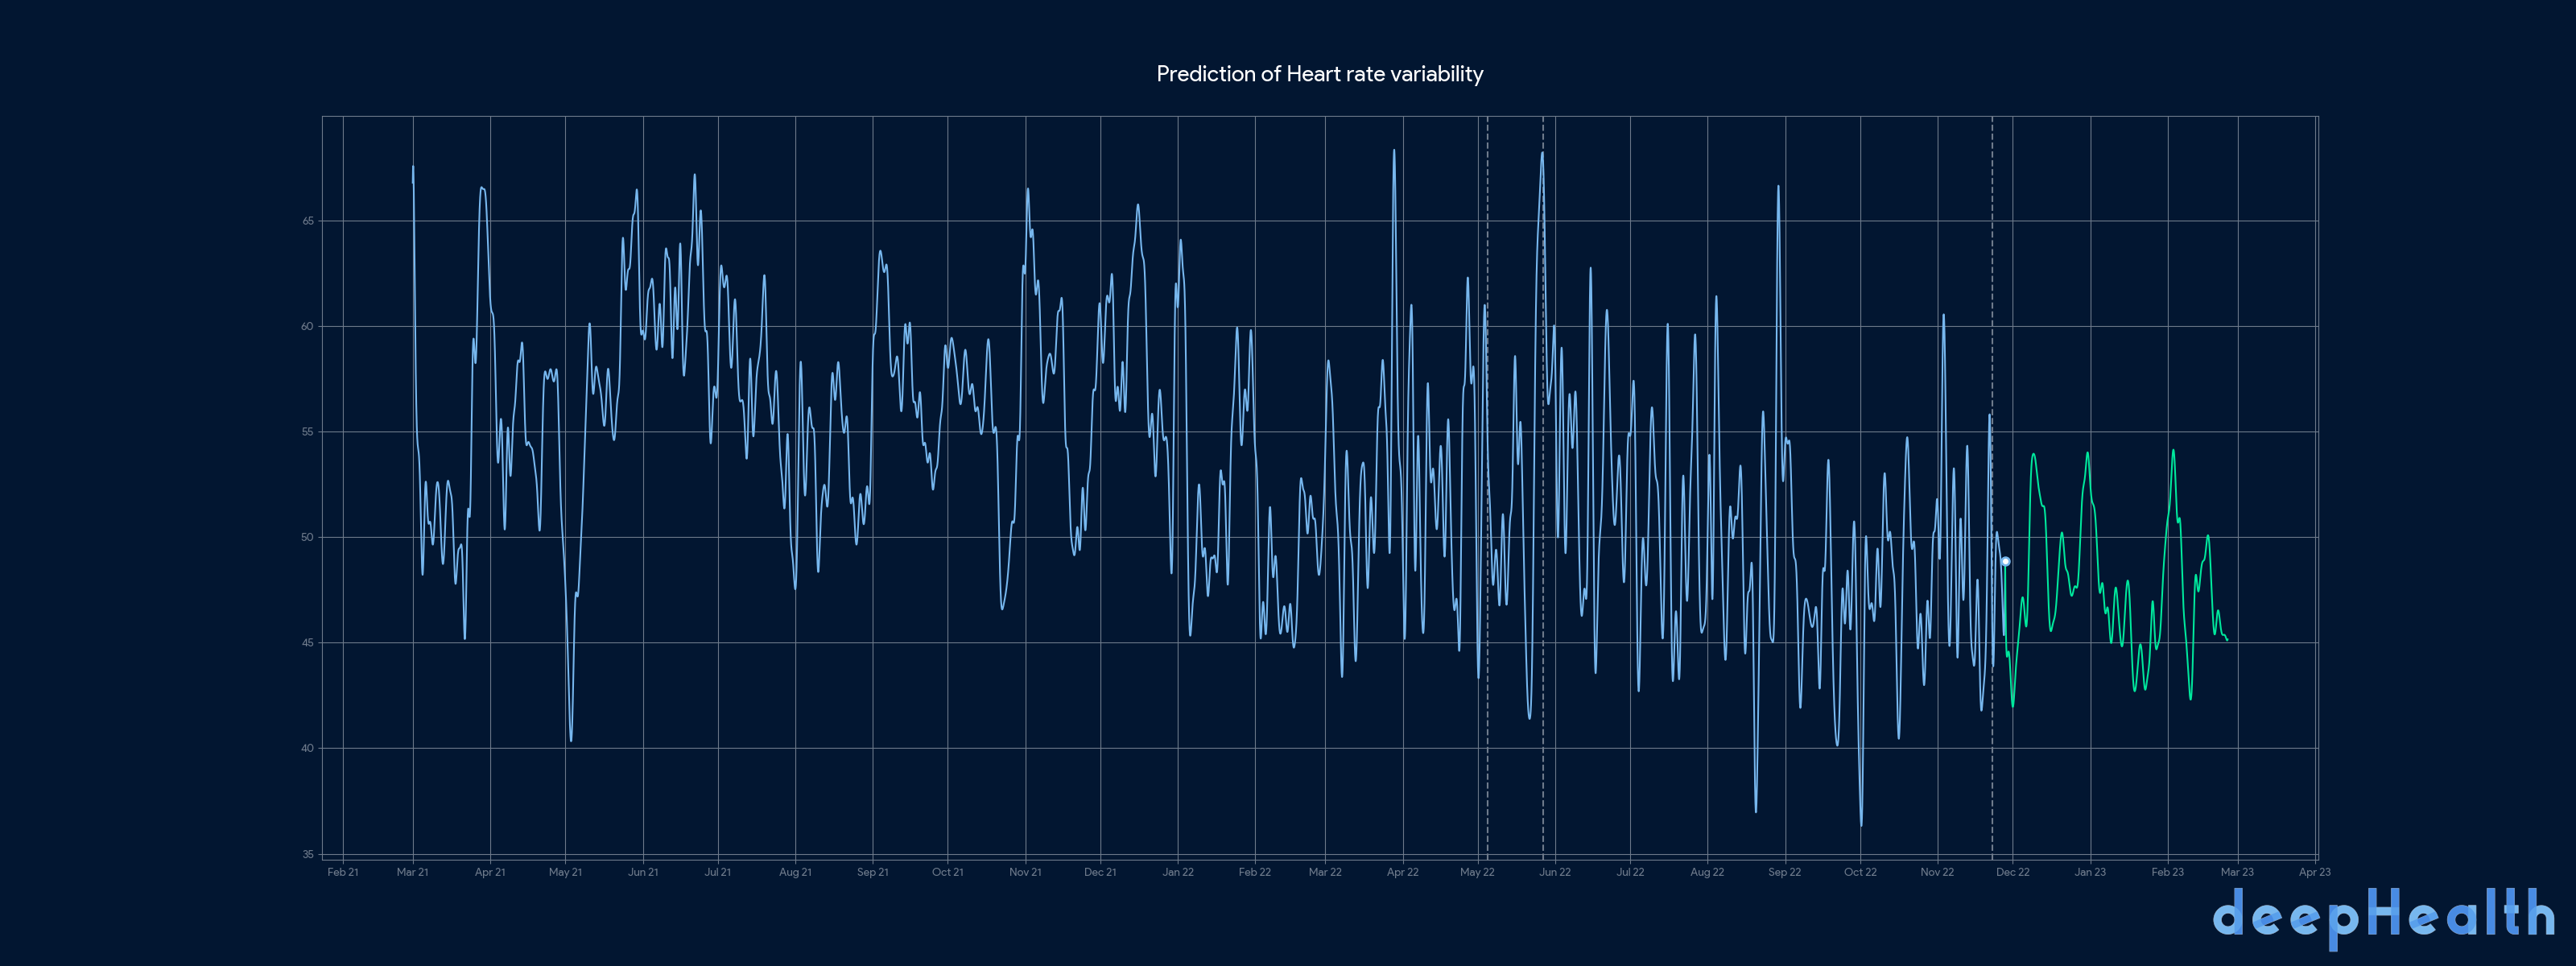 Prediction of Heart rate variability
65
60
55
50
45
40
35
Feb 21 Mar 21 Apr 21 May 21 Jun 21 Jul 21 Aug 21 Sep 21 Oct 21 Nov 21 Dec 21 Jan 22 Feb 22 Mar 22 Apr 22 May 22 Jun 22 Jul 22 Aug 22 Sep 22 Oct 22 Nov 22 Dec 22 Jan 23 Feb 23 Mar 23 Apr 23
deepHealth